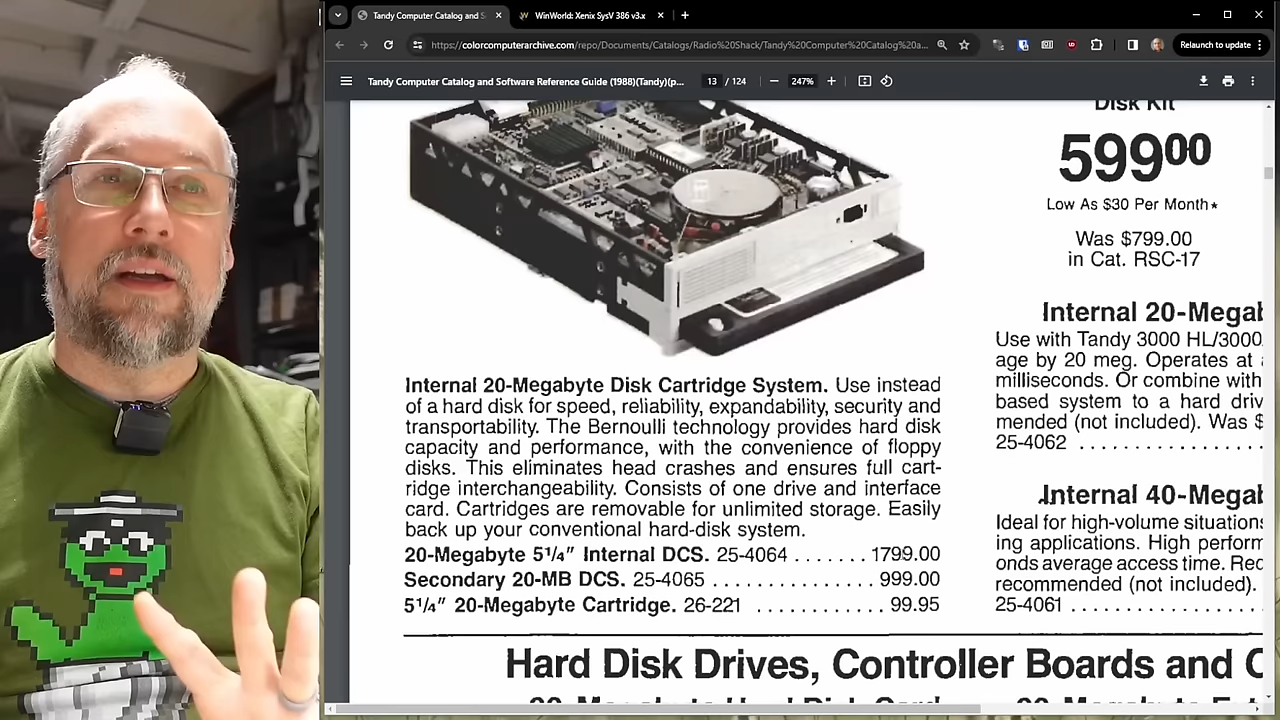 Tandy Computer Catalog and S
WinWorld: Xenix SysV 386 v3.x
https://colorcomputerarchive.com/repo/Documents/Catalogs/Radio%20Shack/Tandy%20Computer%20Catalog%20a...
Relaunch to update
Tandy Computer Catalog and Software Reference Guide (1988)(Tandy)(p...
13 / 124
247%
Disk Kit
599⁰⁰
Low As $30 Per Month★
Was $799.00
in Cat. RSC-17
Internal 20-Megabyte Disk Cartridge System. Use instead
of a hard disk for speed, reliability, expandability, security and
transportability. The Bernoulli technology provides hard disk
capacity and performance, with the convenience of floppy
disks. This eliminates head crashes and ensures full cart-
ridge interchangeability. Consists of one drive and interface
card. Cartridges are removable for unlimited storage. Easily
back up your conventional hard-disk system.
20-Megabyte 5¼″ Internal DCS. 25-4064 ....... 1799.00
Secondary 20-MB DCS. 25-4065 ............... 999.00
5¼″ 20-Megabyte Cartridge. 26-221 ........... 99.95
Internal 20-Megab
Use with Tandy 3000 HL/3000
age by 20 meg. Operates at
milliseconds. Or combine with
based system to a hard driv
mended (not included). Was $
25-4062 ....................
Internal 40-Megab
Ideal for high-volume situations
ing applications. High perform
onds average access time. Rec
recommended (not included).
25-4061 ....................
Hard Disk Drives, Controller Boards and C